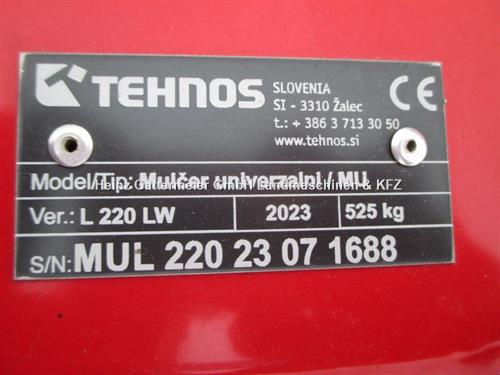 TEHNOS
SLOVENIA
SI - 3310 Žalec
t.: + 386 3 713 30 50
www.tehnos.si
CE
Model/Tip: Mulčer univerzalni / MU
Heinz Gattermeier GmbH Landmaschinen & KFZ
Ver.: L 220 LW 2023 525 kg
S/N: MUL 220 23 07 1688